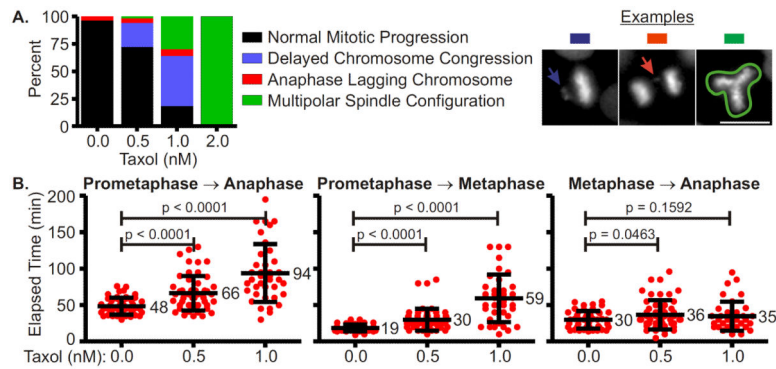 A.
Percent
100
75
50
25
0
0.0 0.5 1.0 2.0
Taxol (nM)
Normal Mitotic Progression
Delayed Chromosome Congression
Anaphase Lagging Chromosome
Multipolar Spindle Configuration
Examples
B.
Elapsed Time (min)
200
150
100
50
0
Prometaphase → Anaphase
p < 0.0001
p < 0.0001
48
66
94
Taxol (nM): 0.0 0.5 1.0
Prometaphase → Metaphase
p < 0.0001
p < 0.0001
19
30
59
0.0 0.5 1.0
Metaphase → Anaphase
p = 0.1592
p = 0.0463
30
36
35
0.0 0.5 1.0